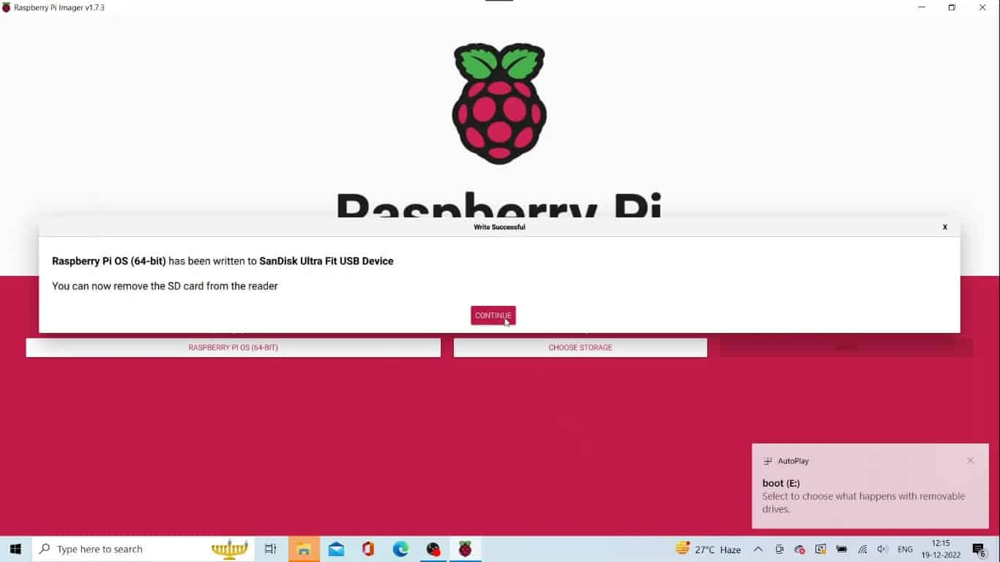 Raspberry Pi Imager v1.7.3
Raspberry Pi
Write Successful
X
Raspberry Pi OS (64-bit) has been written to SanDisk Ultra Fit USB Device
You can now remove the SD card from the reader
CONTINUE
RASPBERRY PI OS (64-BIT)
CHOOSE STORAGE
AutoPlay
boot (E:)
Select to choose what happens with removable
drives.
Type here to search
27°C Haze
ENG
12:15
19-12-2022
6